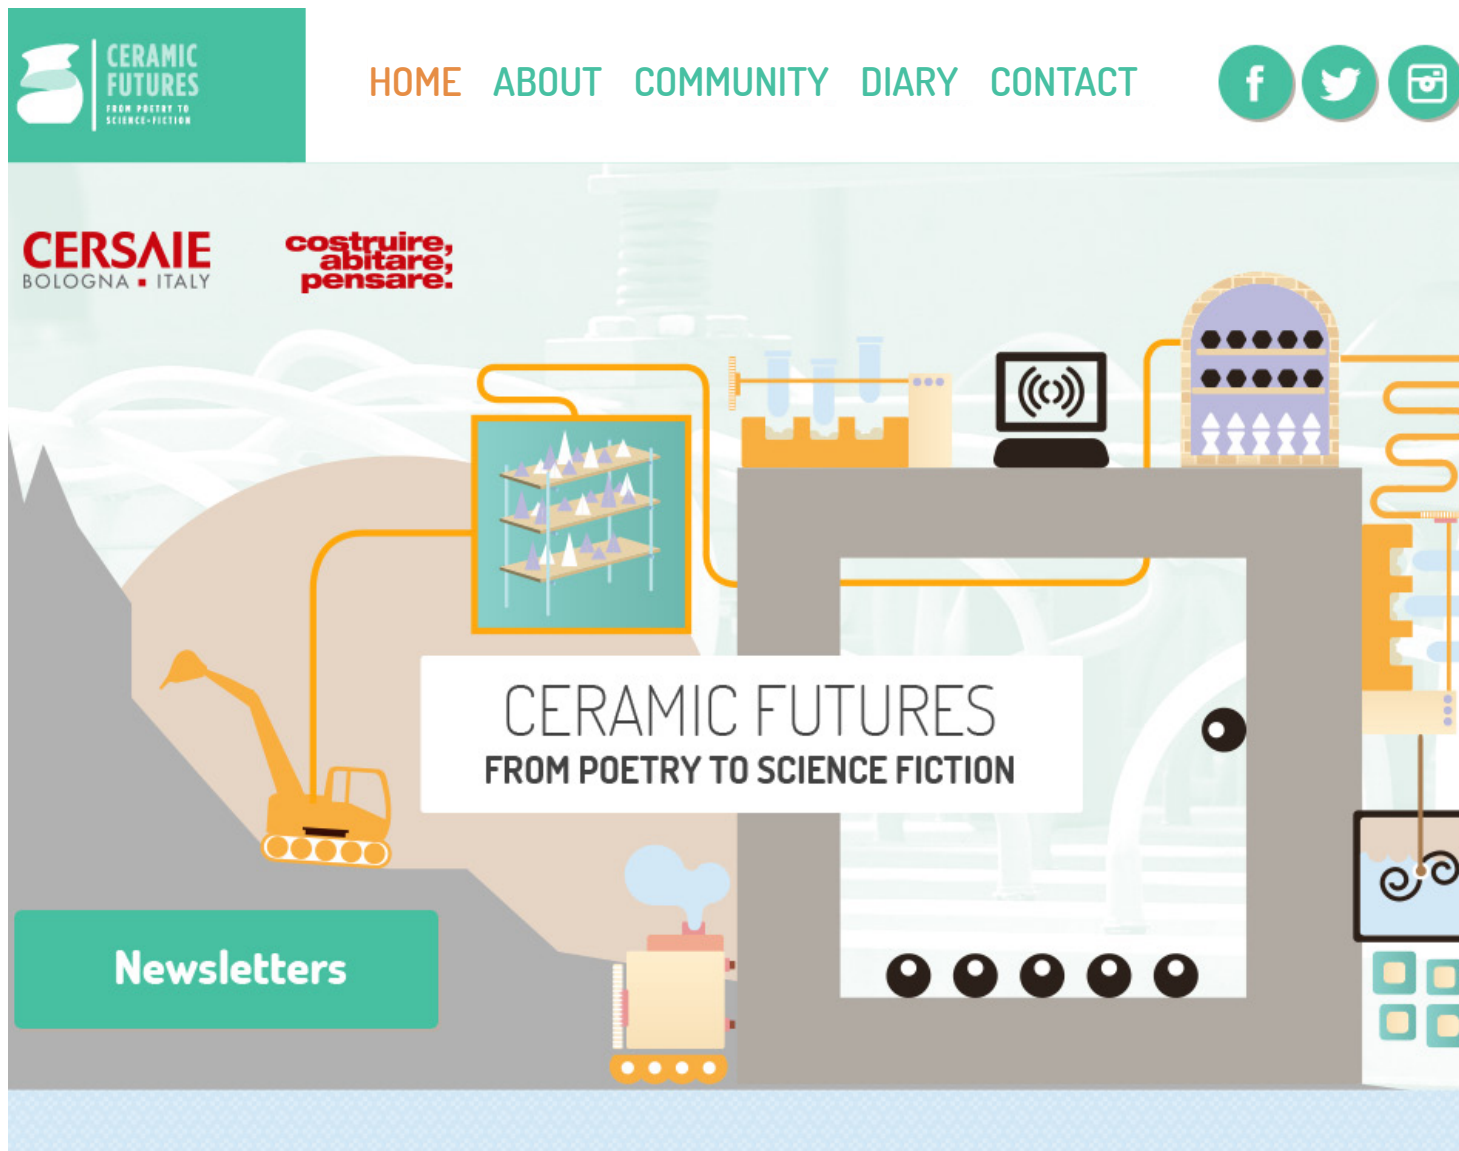 CERAMIC
FUTURES
FROM POETRY TO
SCIENCE-FICTION
HOME ABOUT COMMUNITY DIARY CONTACT
f
CERSAIE
BOLOGNA ▪ ITALY
costruire,
abitare,
pensare:
CERAMIC FUTURES
FROM POETRY TO SCIENCE FICTION
Newsletters